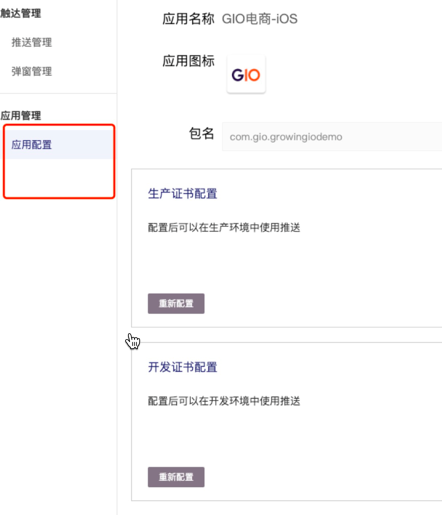 触达管理
推送管理
弹窗管理
应用管理
应用配置
应用名称 GIO电商-iOS
应用图标
GIO
包名 com.gio.growingiodemo
生产证书配置
配置后可以在生产环境中使用推送
重新配置
开发证书配置
配置后可以在开发环境中使用推送
重新配置